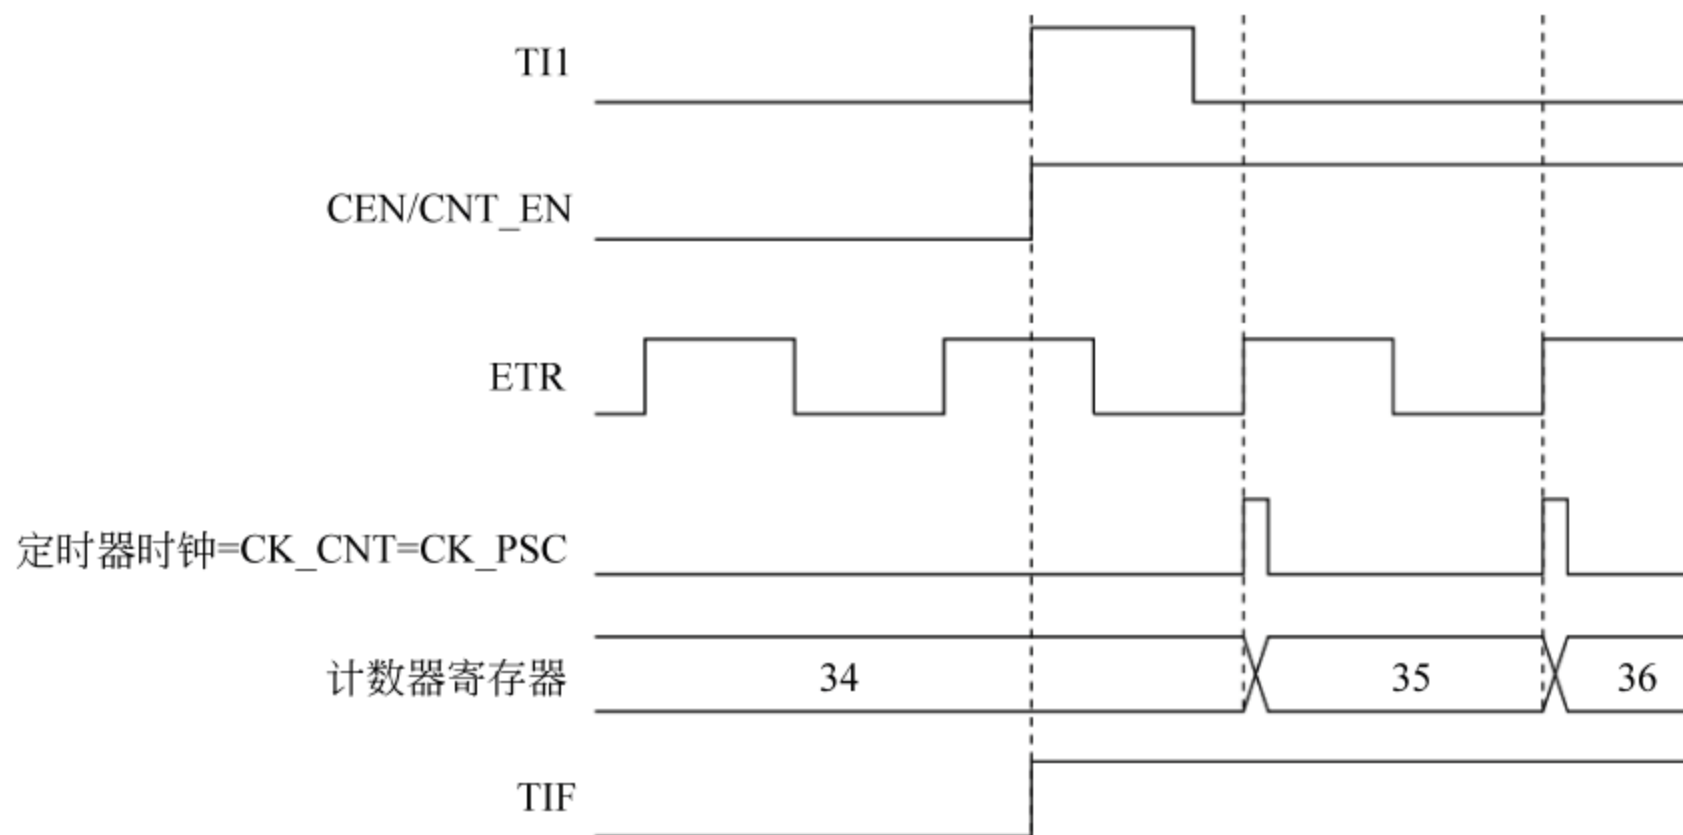 TI1
CEN/CNT_EN
ETR
定时器时钟=CK_CNT=CK_PSC
计数器寄存器 34 35 36
TIF